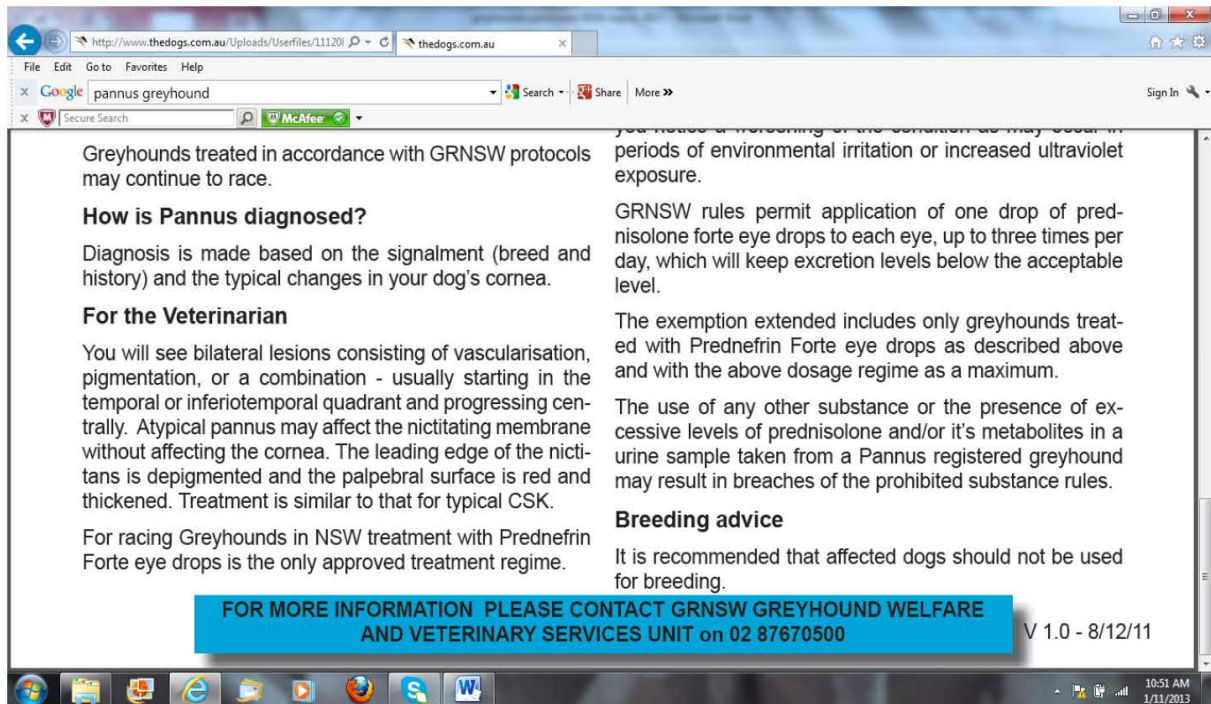 http://www.thedogs.com.au/Uploads/Userfiles/11120
thedogs.com.au
File Edit Go to Favorites Help
Google pannus greyhound Search Share More » Sign In
Secure Search McAfee
Greyhounds treated in accordance with GRNSW protocols
may continue to race.
How is Pannus diagnosed?
Diagnosis is made based on the signalment (breed and
history) and the typical changes in your dog's cornea.
For the Veterinarian
You will see bilateral lesions consisting of vascularisation,
pigmentation, or a combination - usually starting in the
temporal or inferiotemporal quadrant and progressing cen-
trally. Atypical pannus may affect the nictitating membrane
without affecting the cornea. The leading edge of the nicti-
tans is depigmented and the palpebral surface is red and
thickened. Treatment is similar to that for typical CSK.
For racing Greyhounds in NSW treatment with Prednefrin
Forte eye drops is the only approved treatment regime.
you notice a worsening of the condition as may occur in
periods of environmental irritation or increased ultraviolet
exposure.
GRNSW rules permit application of one drop of pred-
nisolone forte eye drops to each eye, up to three times per
day, which will keep excretion levels below the acceptable
level.
The exemption extended includes only greyhounds treat-
ed with Prednefrin Forte eye drops as described above
and with the above dosage regime as a maximum.
The use of any other substance or the presence of ex-
cessive levels of prednisolone and/or it's metabolites in a
urine sample taken from a Pannus registered greyhound
may result in breaches of the prohibited substance rules.
Breeding advice
It is recommended that affected dogs should not be used
for breeding.
FOR MORE INFORMATION PLEASE CONTACT GRNSW GREYHOUND WELFARE
AND VETERINARY SERVICES UNIT on 02 87670500
V 1.0 - 8/12/11
10:51 AM
1/11/2013